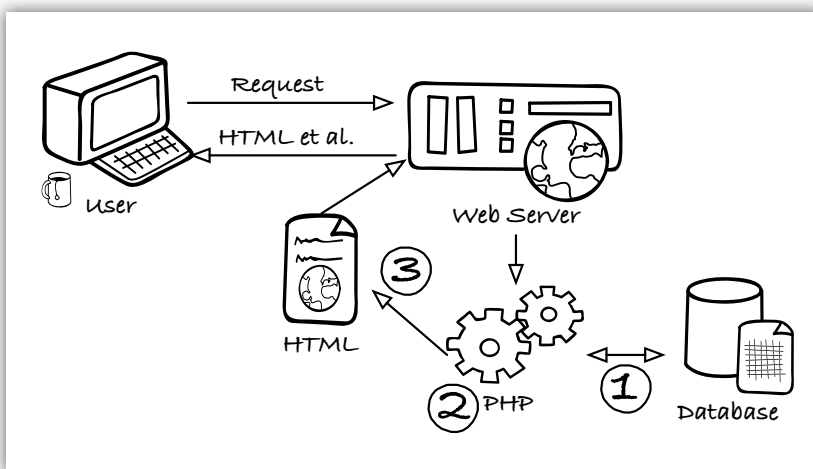 Request
HTML et al.
User
Web Server
3
HTML
2
PHP
1
Database